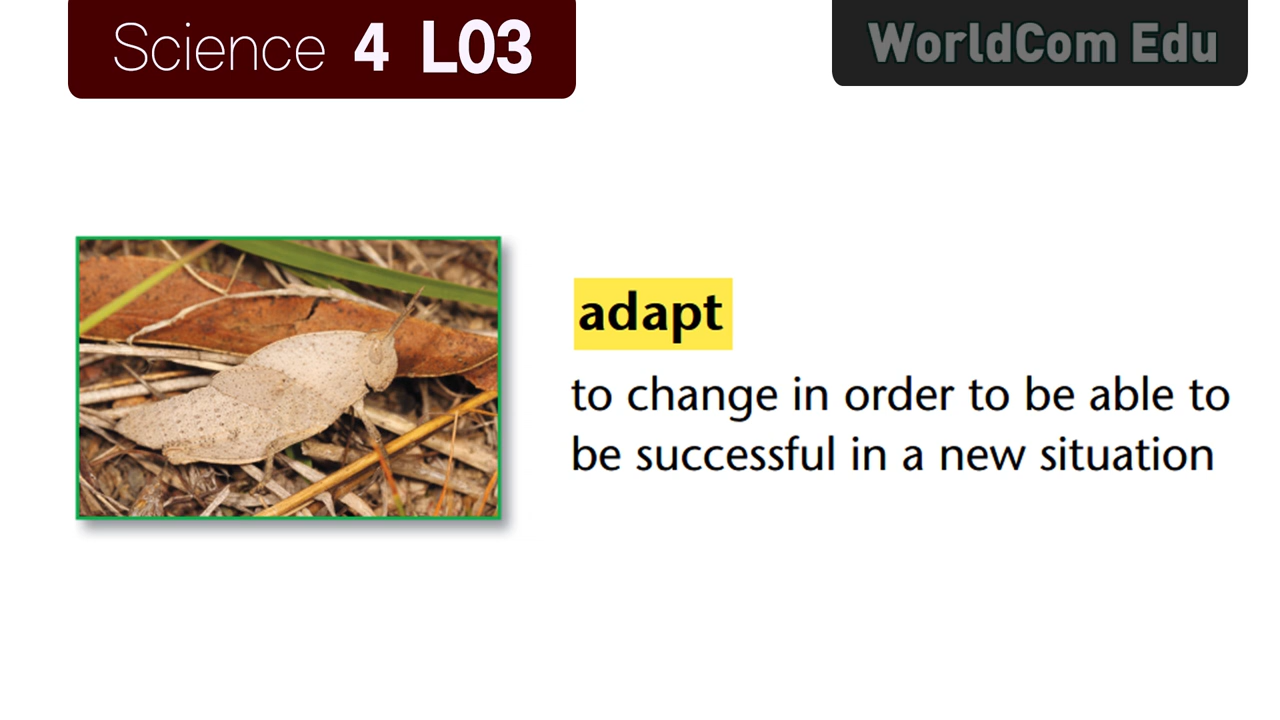 Science 4 L03
WorldCom Edu
adapt
to change in order to be able to
be successful in a new situation